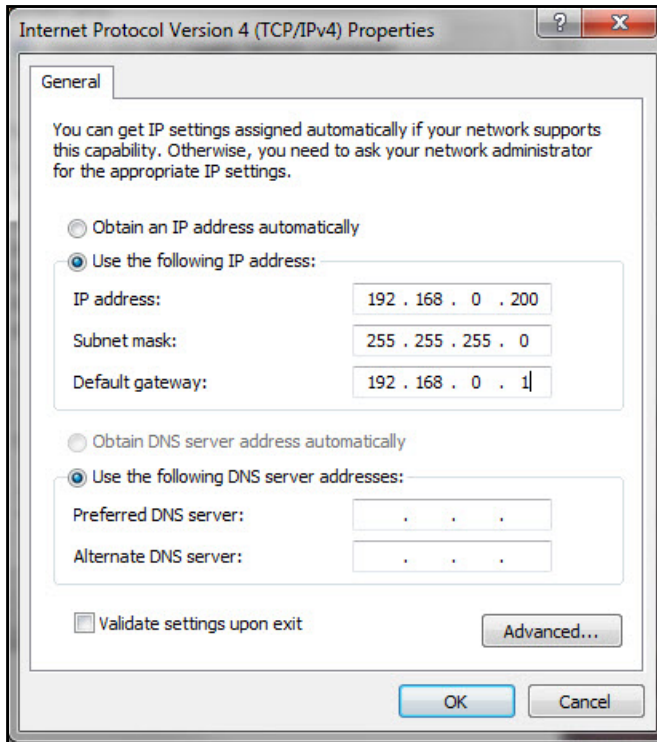 Internet Protocol Version 4 (TCP/IPv4) Properties
General
You can get IP settings assigned automatically if your network supports
this capability. Otherwise, you need to ask your network administrator
for the appropriate IP settings.
Obtain an IP address automatically
Use the following IP address:
IP address: 192 . 168 . 0 . 200
Subnet mask: 255 . 255 . 255 . 0
Default gateway: 192 . 168 . 0 . 1
Obtain DNS server address automatically
Use the following DNS server addresses:
Preferred DNS server: . . .
Alternate DNS server: . . .
Validate settings upon exit
Advanced...
OK Cancel